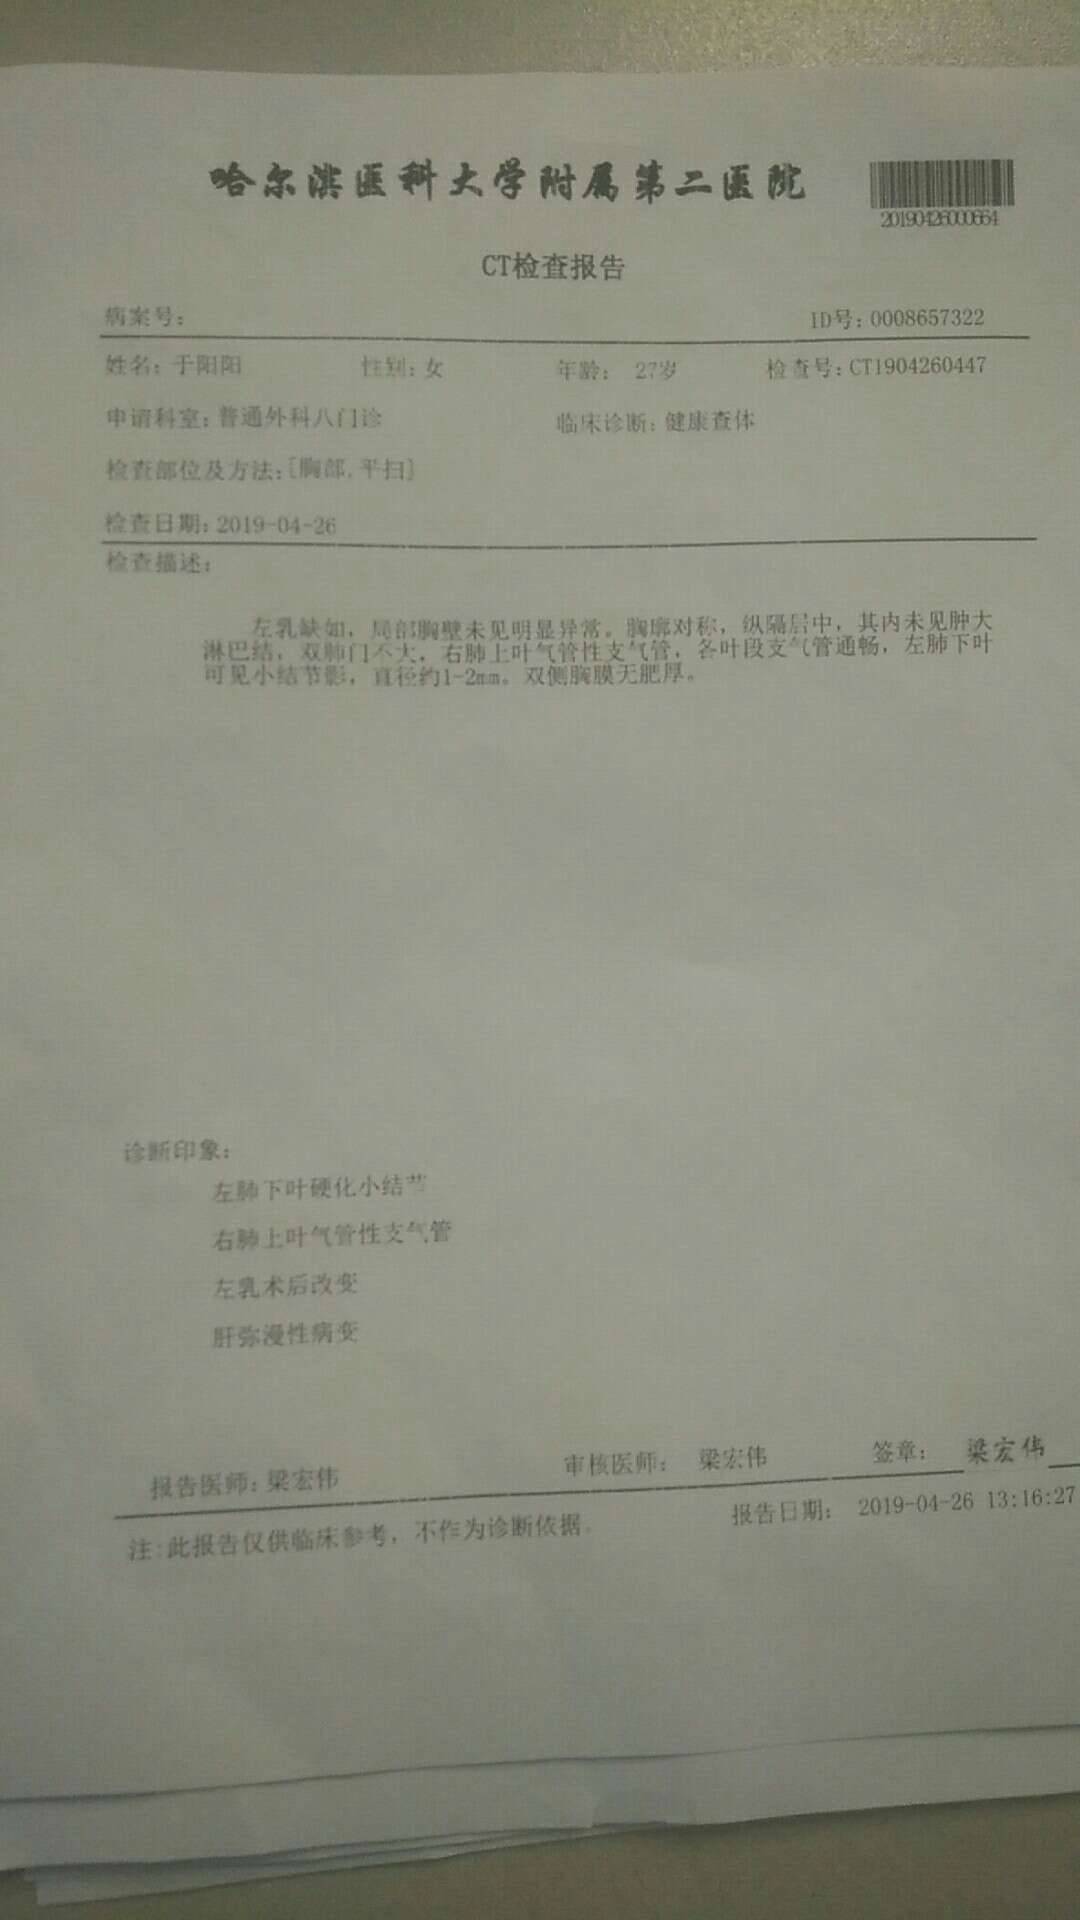 哈尔滨医科大学附属第二医院
20190426000664
CT检查报告
病案号: ID号: 0008657322
姓名: 于阳阳 性别: 女 年龄: 27岁 检查号: CT1904260447
申请科室: 普通外科八门诊 临床诊断: 健康查体
检查部位及方法: [胸部,平扫]
检查日期: 2019-04-26
检查描述:
左乳缺如, 局部胸壁未见明显异常。胸廓对称, 纵隔居中, 其内未见肿大
淋巴结, 双肺门不大, 右肺上叶气管性支气管, 各叶段支气管通畅, 左肺下叶
可见小结节影, 直径约1-2mm。双侧胸膜无肥厚。
诊断印象:
左肺下叶硬化小结节
右肺上叶气管性支气管
左乳术后改变
肝弥漫性病变
报告医师: 梁宏伟 审核医师: 梁宏伟 签章: 梁宏伟
注:此报告仅供临床参考, 不作为诊断依据. 报告日期: 2019-04-26 13:16:27